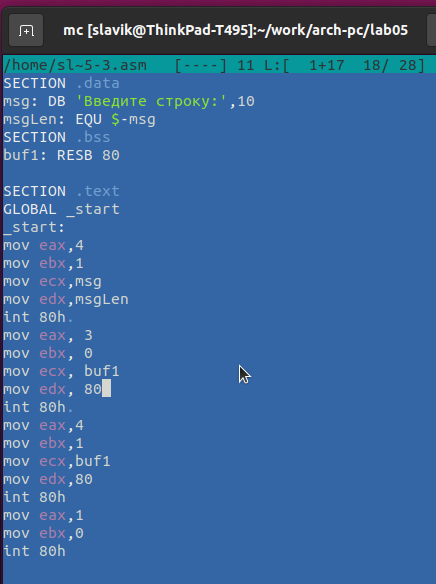 mc [slavik@ThinkPad-T495]:~/work/arch-pc/lab05
/home/sl~5-3.asm   [----] 11 L:[  1+17  18/ 28]
SECTION .data
msg: DB 'Введите строку:',10
msgLen: EQU $-msg
SECTION .bss
buf1: RESB 80
SECTION .text
GLOBAL _start
_start:
mov eax,4
mov ebx,1
mov ecx,msg
mov edx,msgLen
int 80h.
mov eax, 3
mov ebx, 0
mov ecx, buf1
mov edx, 80
int 80h.
mov eax,4
mov ebx,1
mov ecx,buf1
mov edx,80
int 80h
mov eax,1
mov ebx,0
int 80h